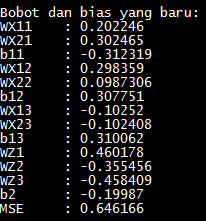 Bobot dan bias yang baru:
WX11 : 0.202246
WX21 : 0.302465
b11 : -0.312319
WX12 : 0.298359
WX22 : 0.0987306
b12 : 0.307751
WX13 : -0.10252
WX23 : -0.102408
b13 : 0.310062
WZ1 : 0.460178
WZ2 : -0.355456
WZ3 : -0.458409
b2 : -0.19987
MSE : 0.646166